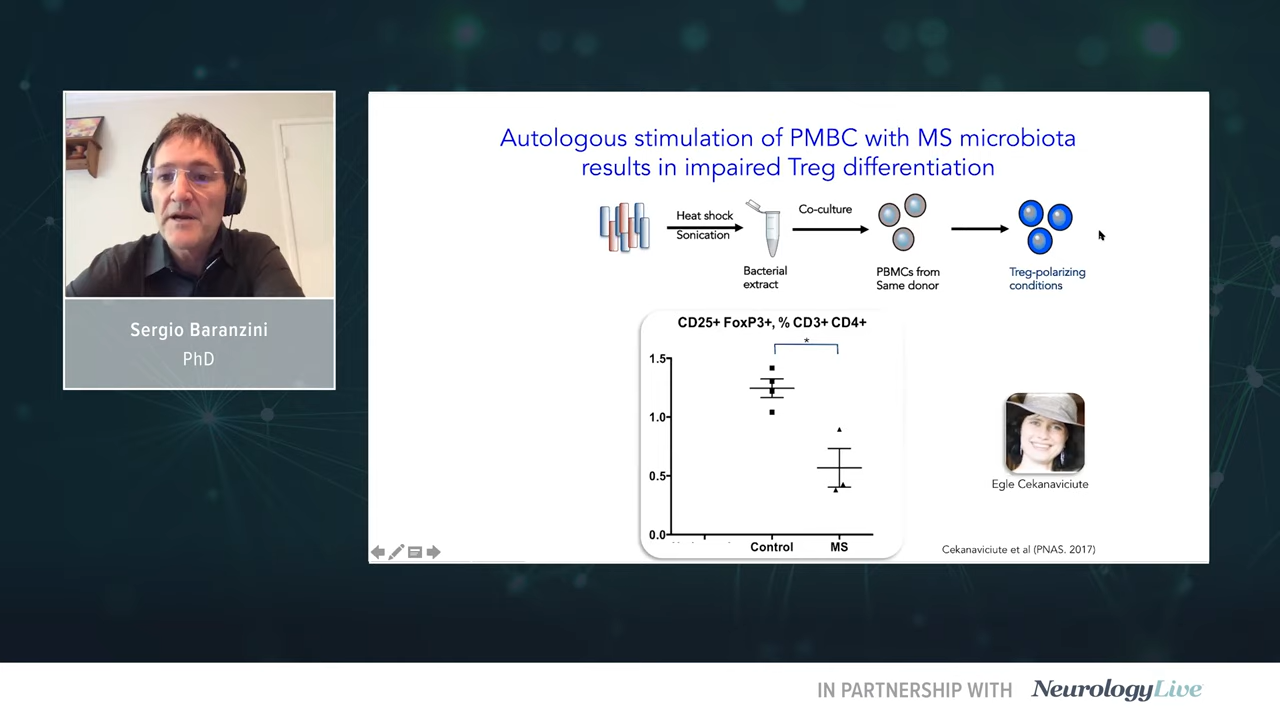 Sergio Baranzini
PhD
Autologous stimulation of PMBC with MS microbiota
results in impaired Treg differentiation
Heat shock
Sonication
Bacterial
extract
Co-culture
PBMCs from
Same donor
Treg-polarizing
conditions
CD25+ FoxP3+, % CD3+ CD4+
*
1.5
1.0
0.5
0.0
Control
MS
Egle Cekanaviciute
Cekanaviciute et al (PNAS. 2017)
IN PARTNERSHIP WITH NeurologyLive